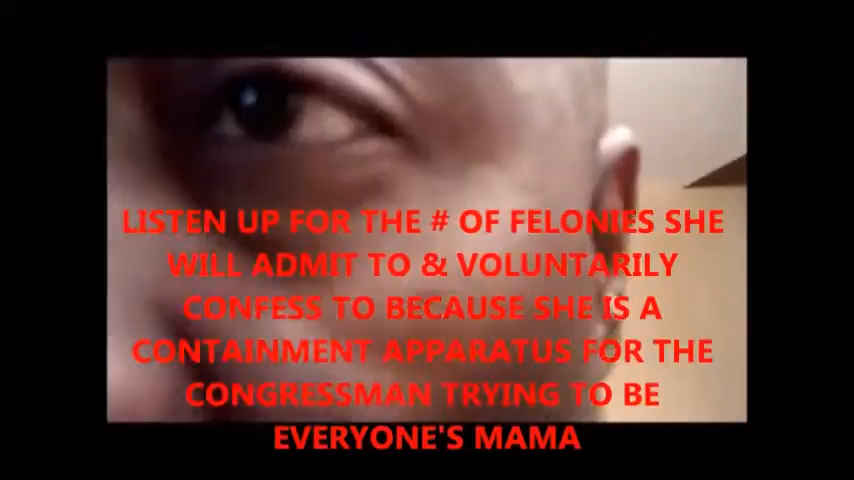 LISTEN UP FOR THE # OF FELONIES SHE
WILL ADMIT TO & VOLUNTARILY
CONFESS TO BECAUSE SHE IS A
CONTAINMENT APPARATUS FOR THE
CONGRESSMAN TRYING TO BE
EVERYONE'S MAMA